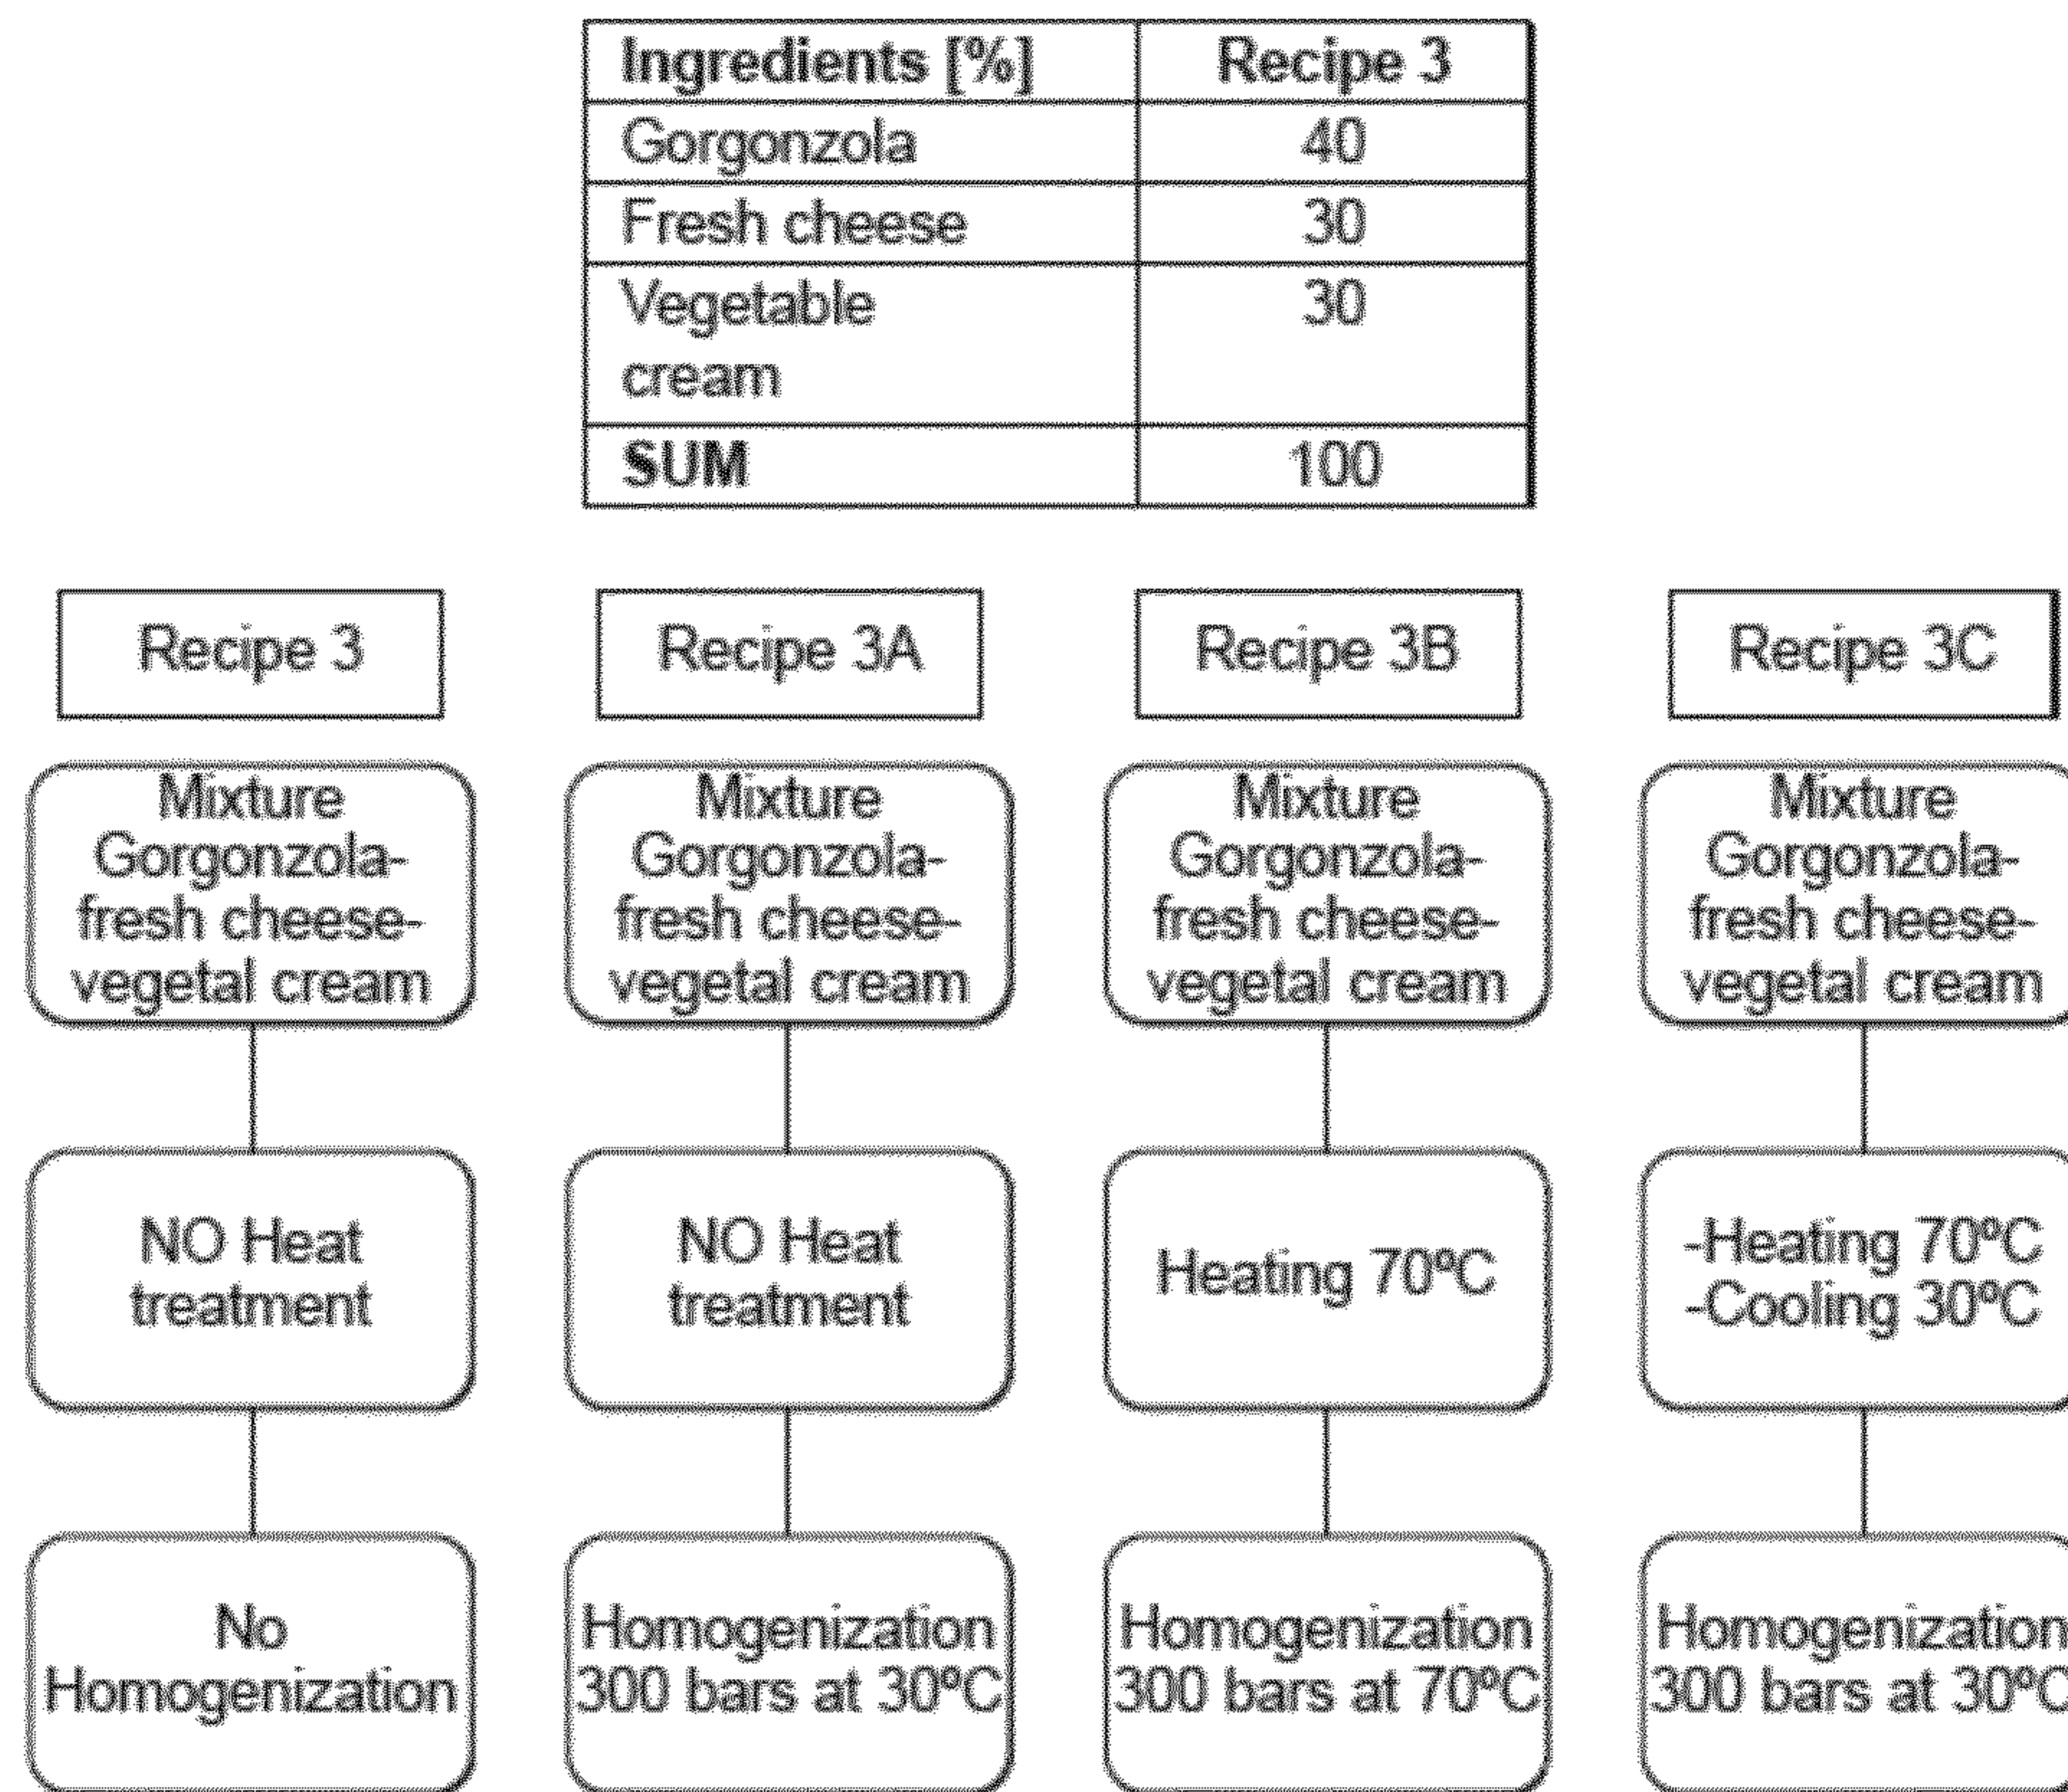 Ingredients [%] Recipe 3
Gorgonzola 40
Fresh cheese 30
Vegetable 30
cream
SUM 100
Recipe 3 Recipe 3A Recipe 3B Recipe 3C
Mixture
Gorgonzola-
fresh cheese-
vegetal cream
Mixture
Gorgonzola-
fresh cheese-
vegetal cream
Mixture
Gorgonzola-
fresh cheese-
vegetal cream
Mixture
Gorgonzola-
fresh cheese-
vegetal cream
NO Heat
treatment
NO Heat
treatment
Heating 70ºC
-Heating 70ºC
-Cooling 30ºC
No
Homogenization
Homogenization
300 bars at 30ºC
Homogenization
300 bars at 70ºC
Homogenization
300 bars at 30ºC